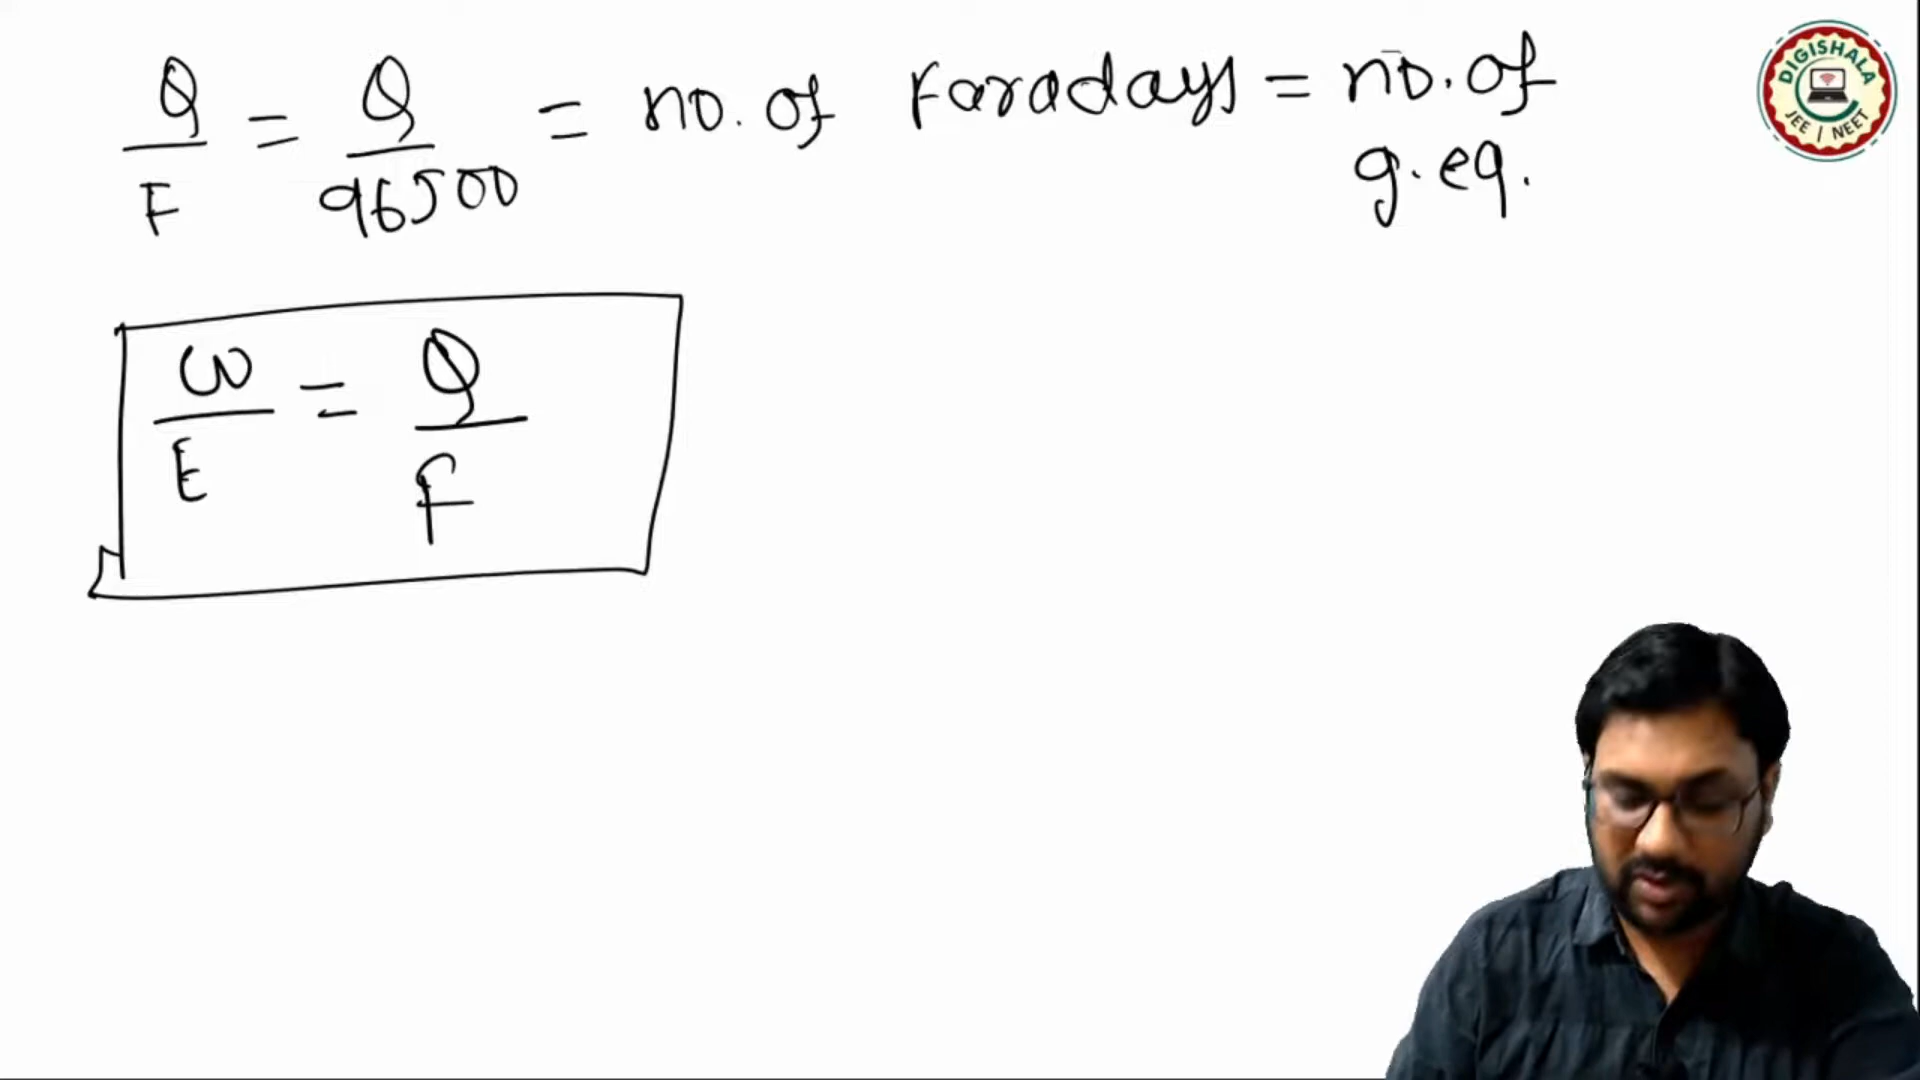 Q/F = Q/96500 = no. of Faradays = no. of
g. eq.
W/E = Q/F
DIGISHALA
JEE | NEET